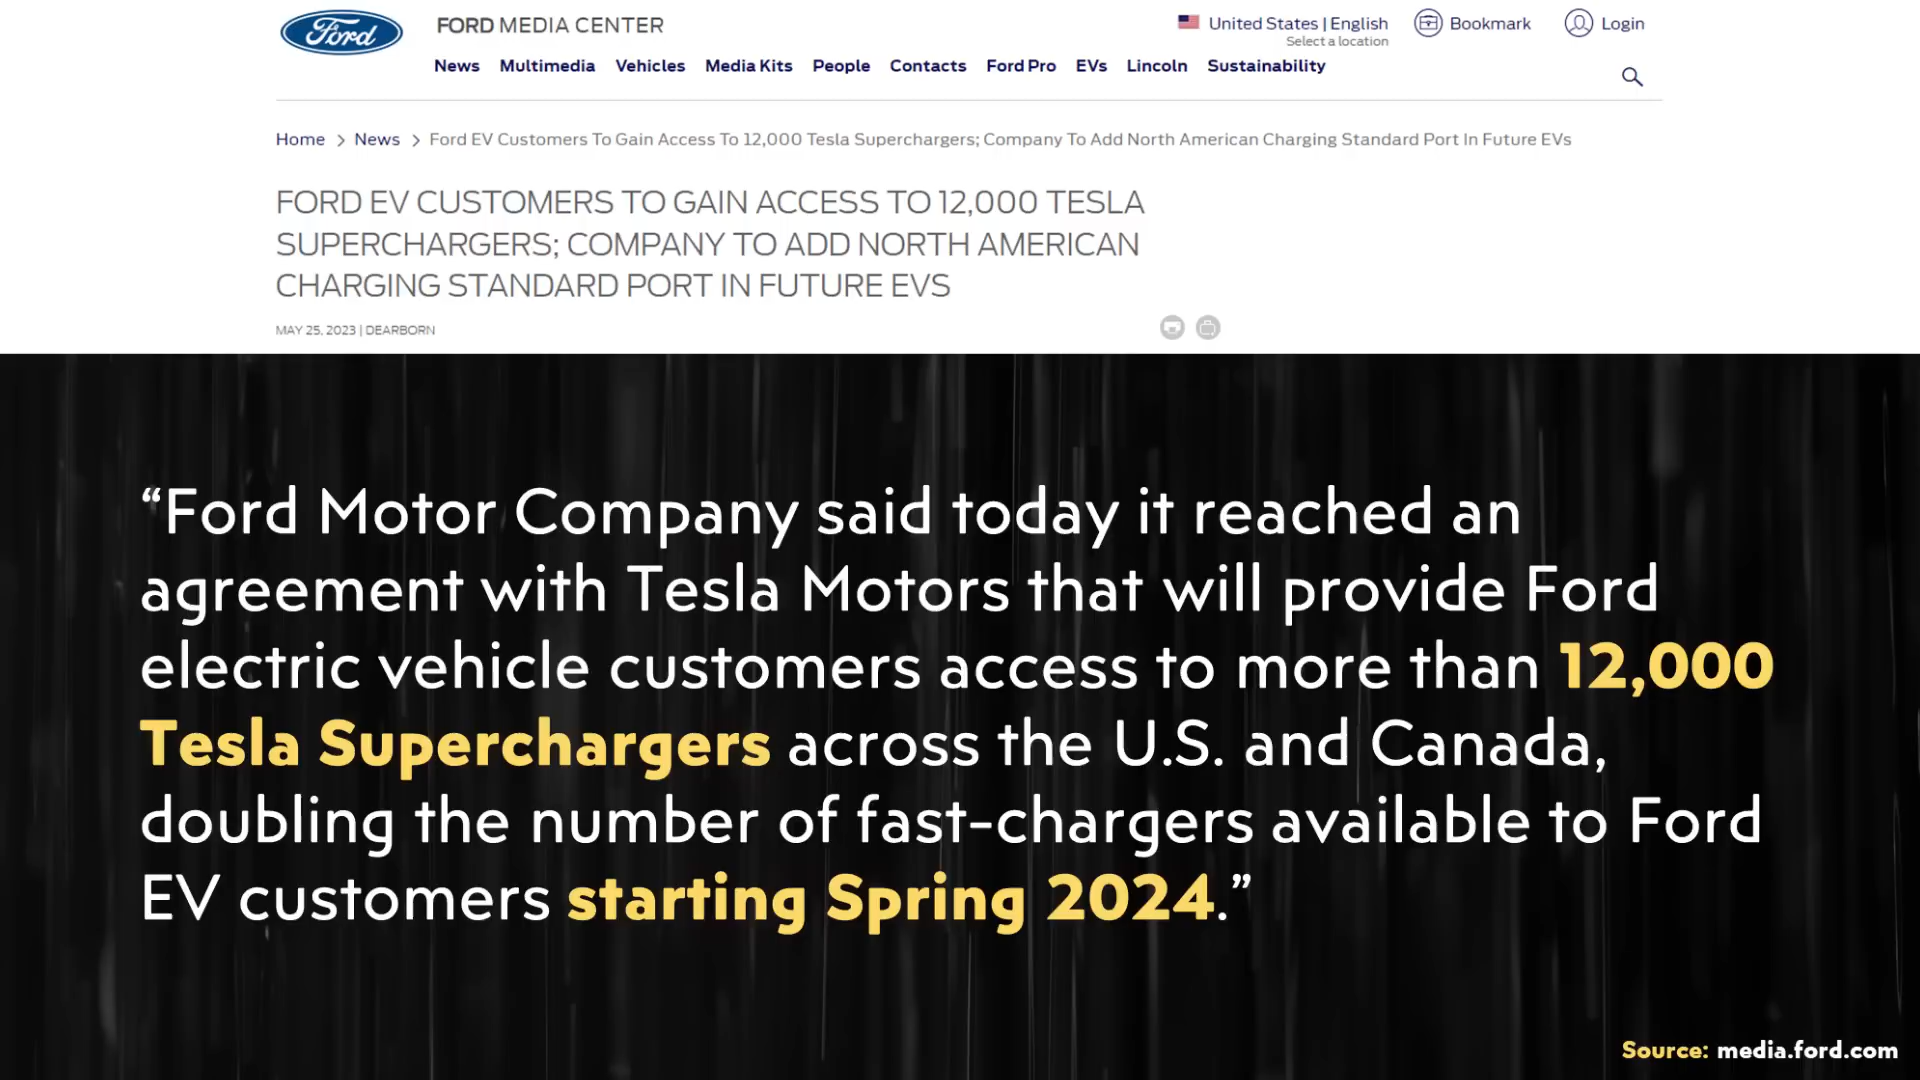 Ford
FORD MEDIA CENTER
United States | English
Select a location
Bookmark
Login
News Multimedia Vehicles Media Kits People Contacts Ford Pro EVs Lincoln Sustainability
Home > News > Ford EV Customers To Gain Access To 12,000 Tesla Superchargers; Company To Add North American Charging Standard Port In Future EVs
FORD EV CUSTOMERS TO GAIN ACCESS TO 12,000 TESLA
SUPERCHARGERS; COMPANY TO ADD NORTH AMERICAN
CHARGING STANDARD PORT IN FUTURE EVS
MAY 25, 2023 | DEARBORN
“Ford Motor Company said today it reached an
agreement with Tesla Motors that will provide Ford
electric vehicle customers access to more than 12,000
Tesla Superchargers across the U.S. and Canada,
doubling the number of fast-chargers available to Ford
EV customers starting Spring 2024.”
Source: media.ford.com